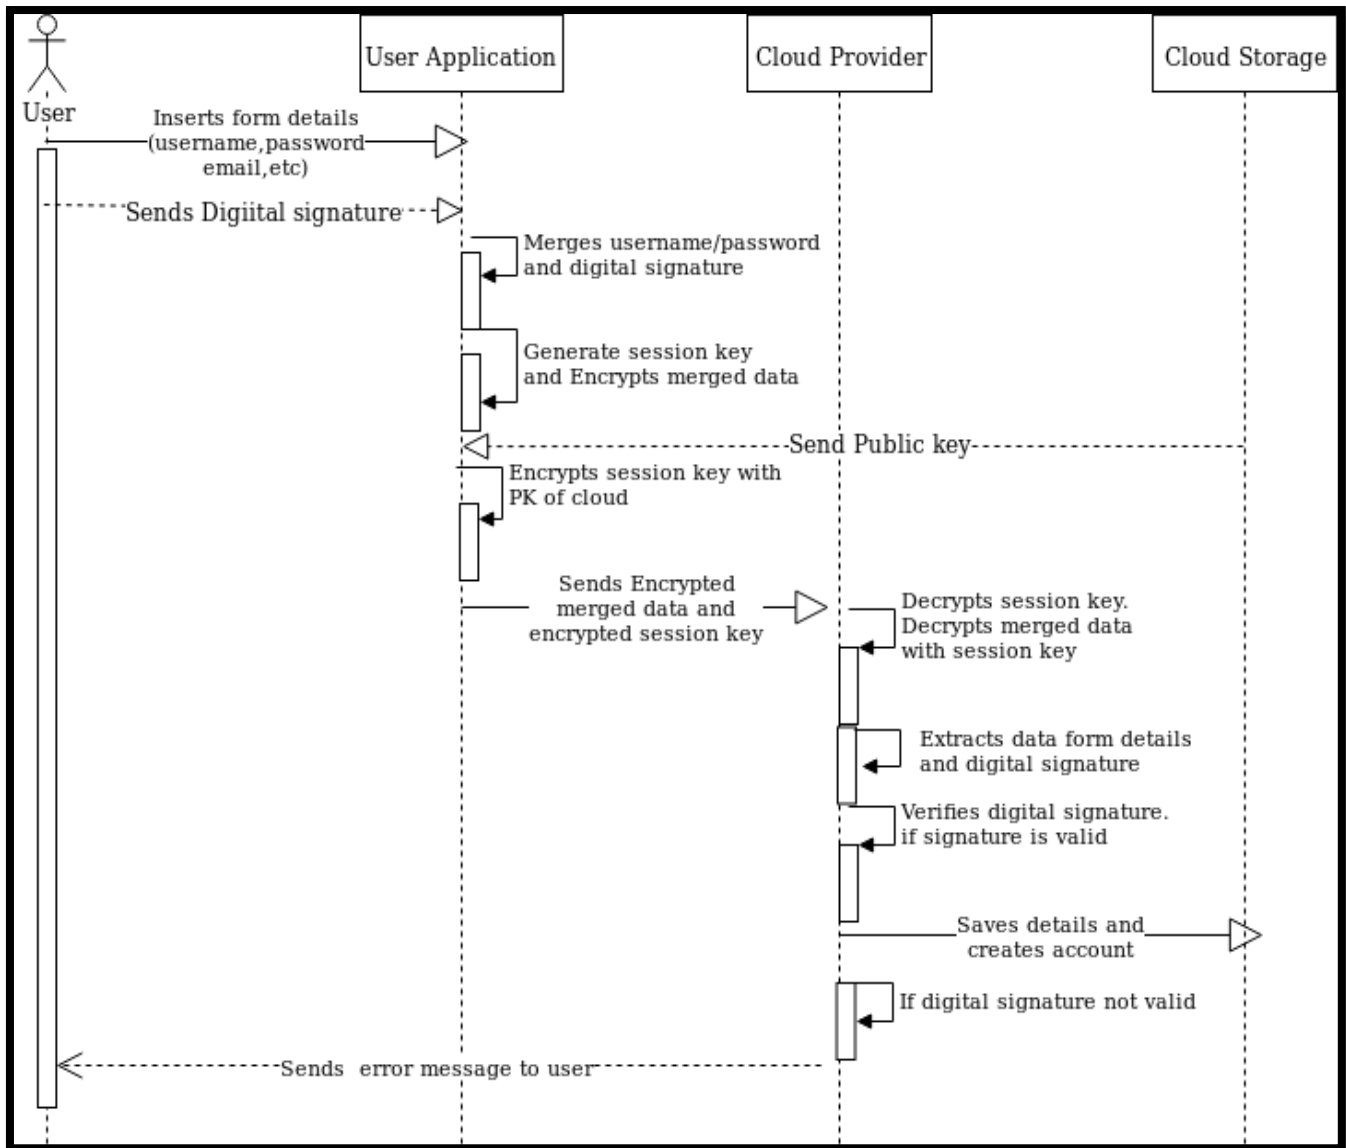 User Application
Cloud Provider
Cloud Storage
User
Inserts form details
(username,password
email,etc)
Sends Digiital signature
Merges username/password
and digital signature
Generate session key
and Encrypts merged data
Send Public key
Encrypts session key with
PK of cloud
Sends Encrypted
merged data and
encrypted session key
Decrypts session key.
Decrypts merged data
with session key
Extracts data form details
and digital signature
Verifies digital signature.
if signature is valid
Saves details and
creates account
If digital signature not valid
Sends  error message to user